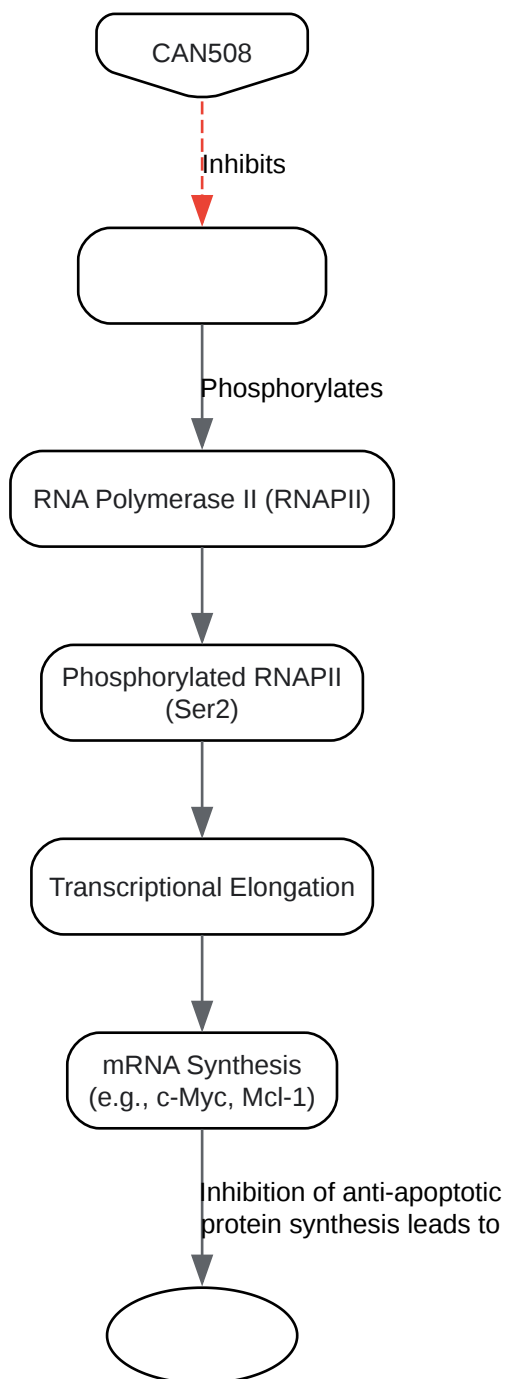 CAN508
Inhibits
Phosphorylates
RNA Polymerase II (RNAPII)
Phosphorylated RNAPII
(Ser2)
Transcriptional Elongation
mRNA Synthesis
(e.g., c-Myc, Mcl-1)
Inhibition of anti-apoptotic
protein synthesis leads to